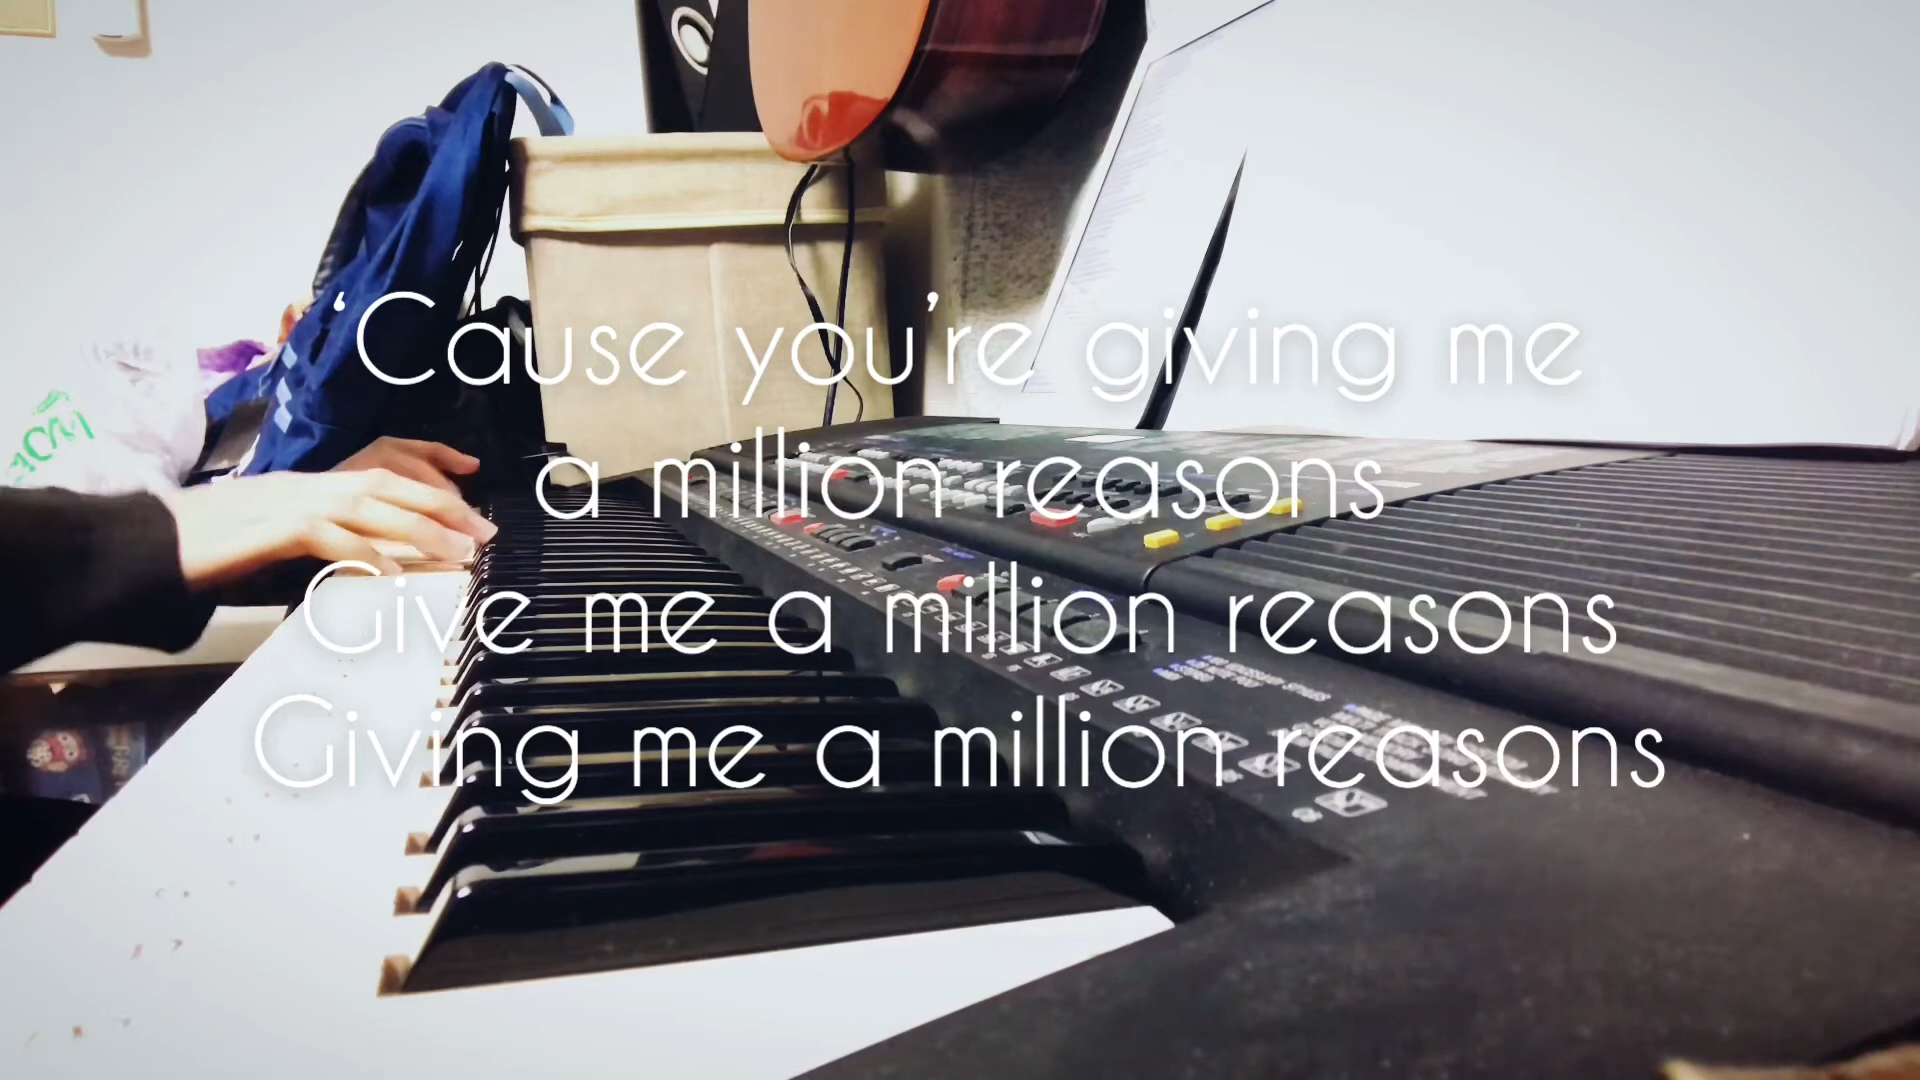 ‘Cause you’re giving me
a million reasons
Give me a million reasons
Giving me a million reasons